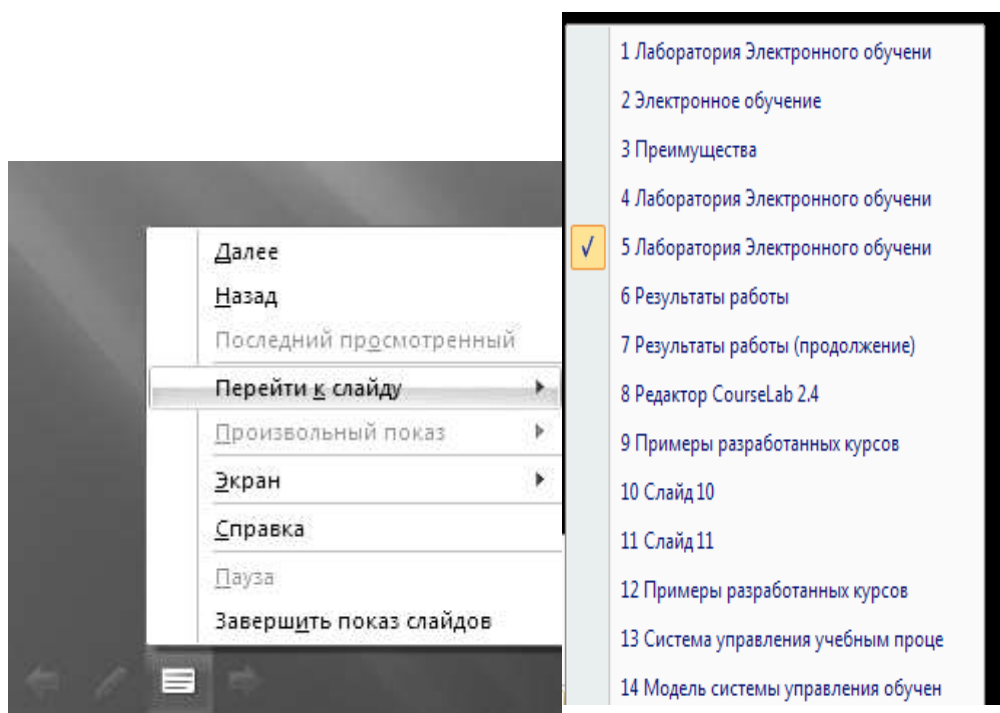 Далее
Назад
Последний просмотренный
Перейти к слайду
Произвольный показ
Экран
Справка
Пауза
Завершить показ слайдов
1 Лаборатория Электронного обучени
2 Электронное обучение
3 Преимущества
4 Лаборатория Электронного обучени
5 Лаборатория Электронного обучени
6 Результаты работы
7 Результаты работы (продолжение)
8 Редактор CourseLab 2.4
9 Примеры разработанных курсов
10 Слайд 10
11 Слайд 11
12 Примеры разработанных курсов
13 Система управления учебным проце
14 Модель системы управления обучен